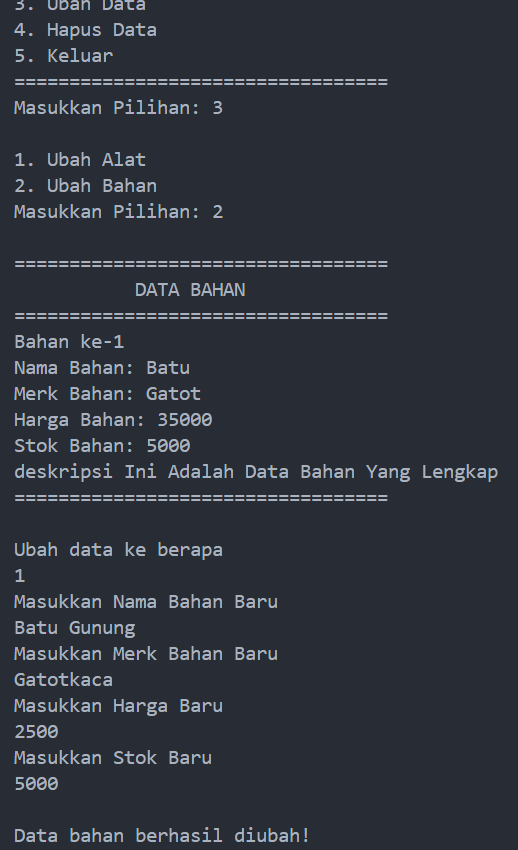 3. Ubah Data
4. Hapus Data
5. Keluar
==================================
Masukkan Pilihan: 3
1. Ubah Alat
2. Ubah Bahan
Masukkan Pilihan: 2
==================================
DATA BAHAN
==================================
Bahan ke-1
Nama Bahan: Batu
Merk Bahan: Gatot
Harga Bahan: 35000
Stok Bahan: 5000
deskripsi Ini Adalah Data Bahan Yang Lengkap
==================================
Ubah data ke berapa
1
Masukkan Nama Bahan Baru
Batu Gunung
Masukkan Merk Bahan Baru
Gatotkaca
Masukkan Harga Baru
2500
Masukkan Stok Baru
5000
Data bahan berhasil diubah!